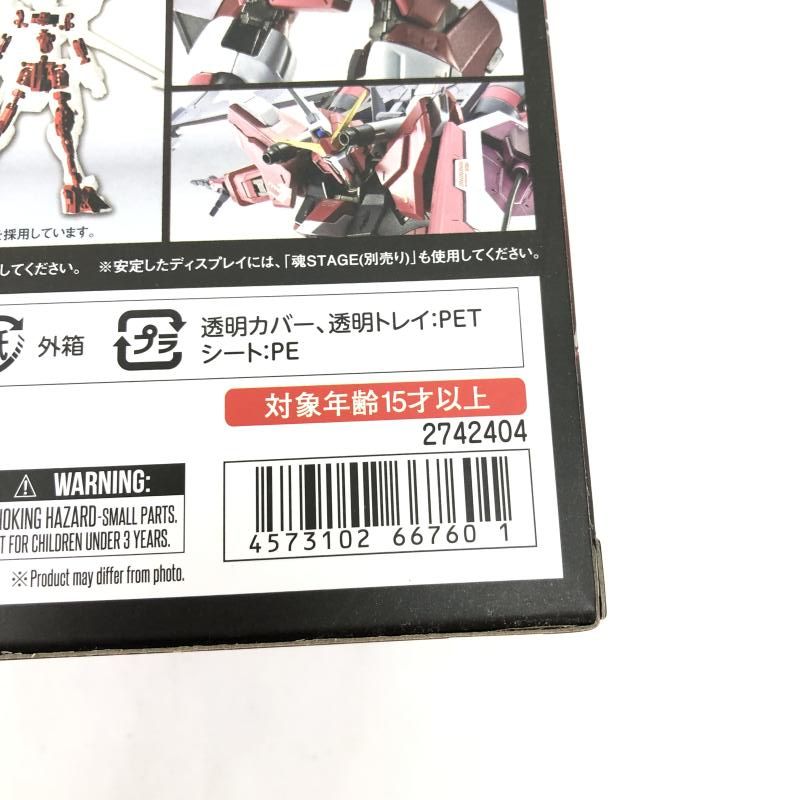 を採用しています。
してください。 ※安定したディスプレイには、「魂STAGE(別売り)」も使用してください。
紙 外箱 プラ 透明カバー、透明トレイ:PET
シート:PE
対象年齢15才以上
2742404
WARNING:
HOKING HAZARD-SMALL PARTS.
T FOR CHILDREN UNDER 3 YEARS.
※Product may differ from photo.
4573102 66760 1